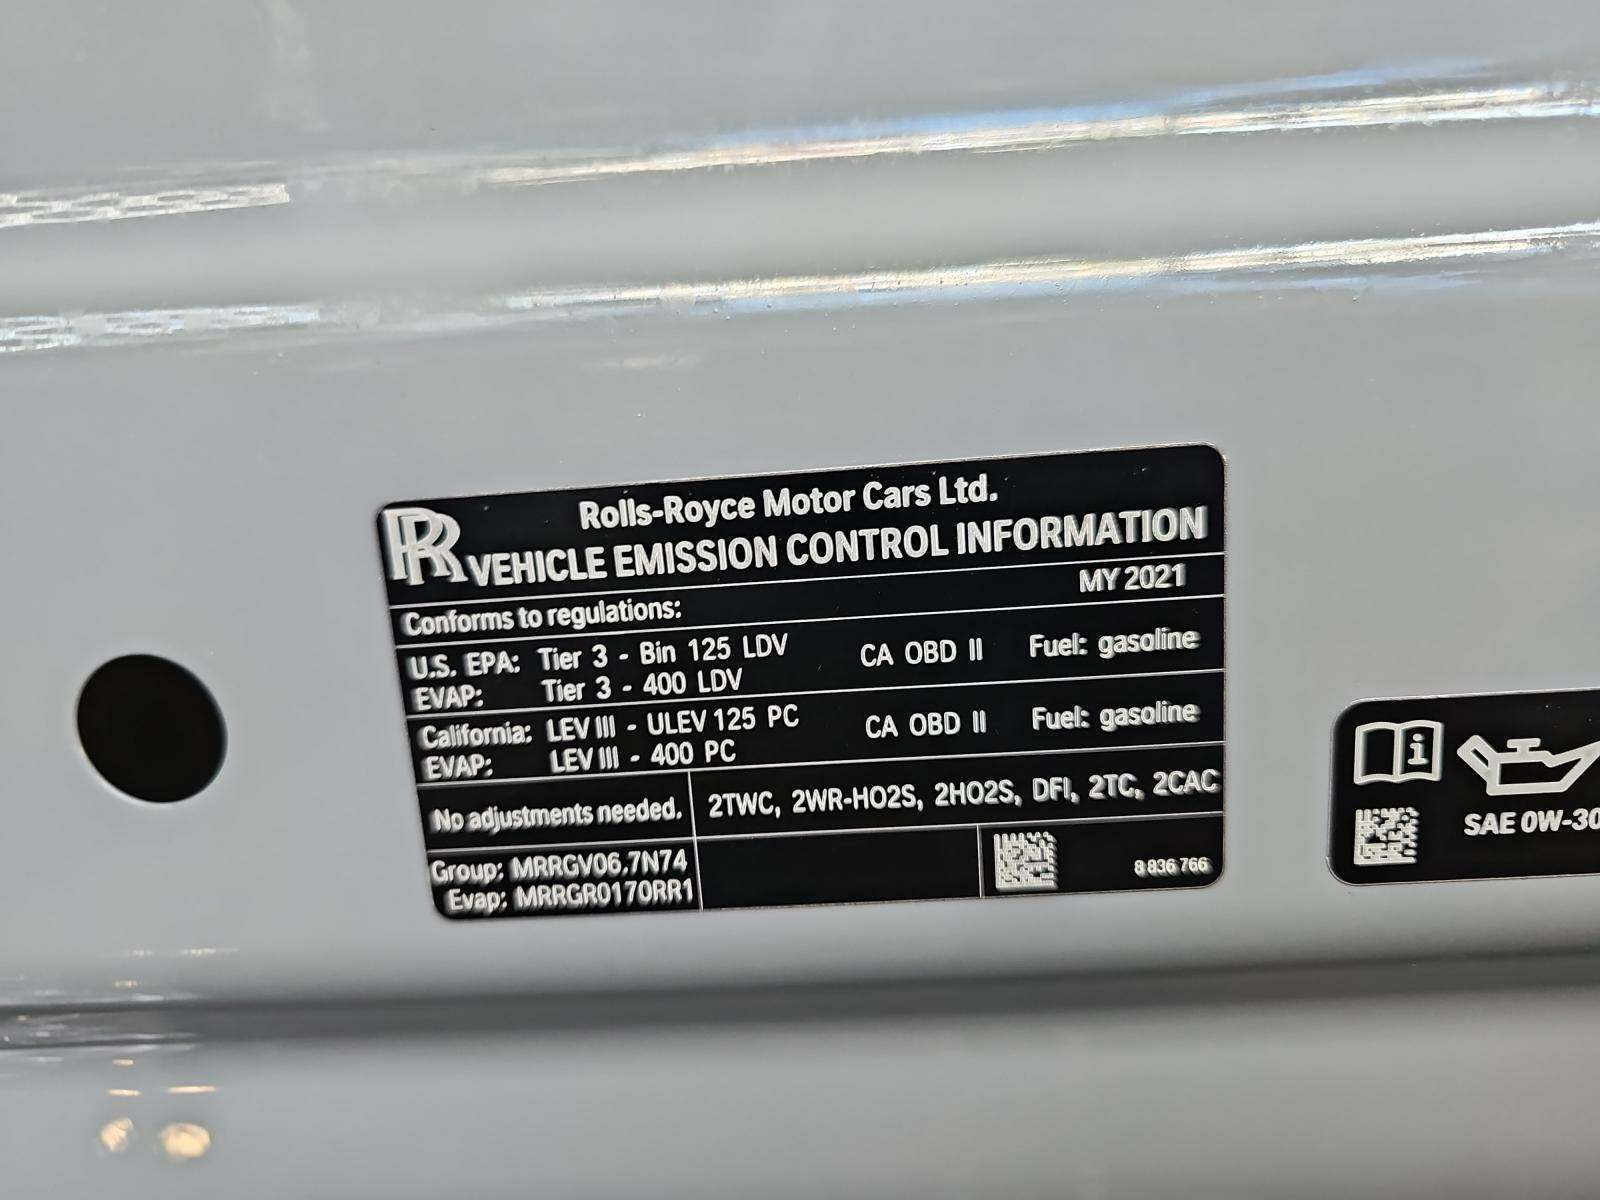 RR
Rolls-Royce Motor Cars Ltd.
VEHICLE EMISSION CONTROL INFORMATION
Conforms to regulations: MY 2021
U.S. EPA: Tier 3 - Bin 125 LDV CA OBD II Fuel: gasoline
EVAP: Tier 3 - 400 LDV
California: LEV III - ULEV 125 PC CA OBD II Fuel: gasoline
EVAP: LEV III - 400 PC
No adjustments needed. 2TWC, 2WR-HO2S, 2HO2S, DFI, 2TC, 2CAC
Group: MRRGV06.7N74
Evap: MRRGR0170RR1
8 836 766
i
SAE 0W-30